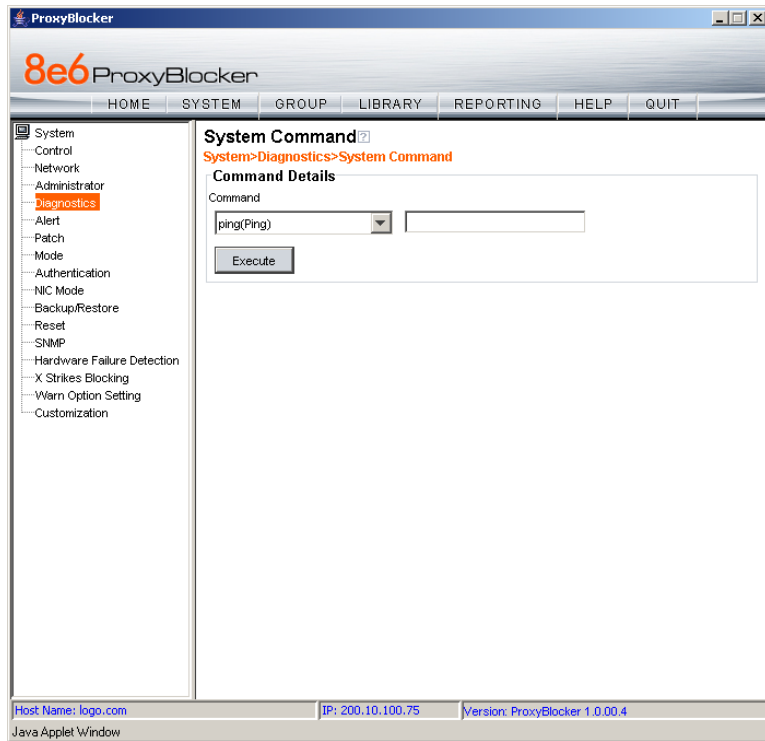 ProxyBlocker
8e6 ProxyBlocker
HOME SYSTEM GROUP LIBRARY REPORTING HELP QUIT
System
Control
Network
Administrator
Diagnostics
Alert
Patch
Mode
Authentication
NIC Mode
Backup/Restore
Reset
SNMP
Hardware Failure Detection
X Strikes Blocking
Warn Option Setting
Customization
System Command ?
System>Diagnostics>System Command
Command Details
Command
ping(Ping)
Execute
Host Name: logo.com
IP: 200.10.100.75
Version: ProxyBlocker 1.0.00.4
Java Applet Window